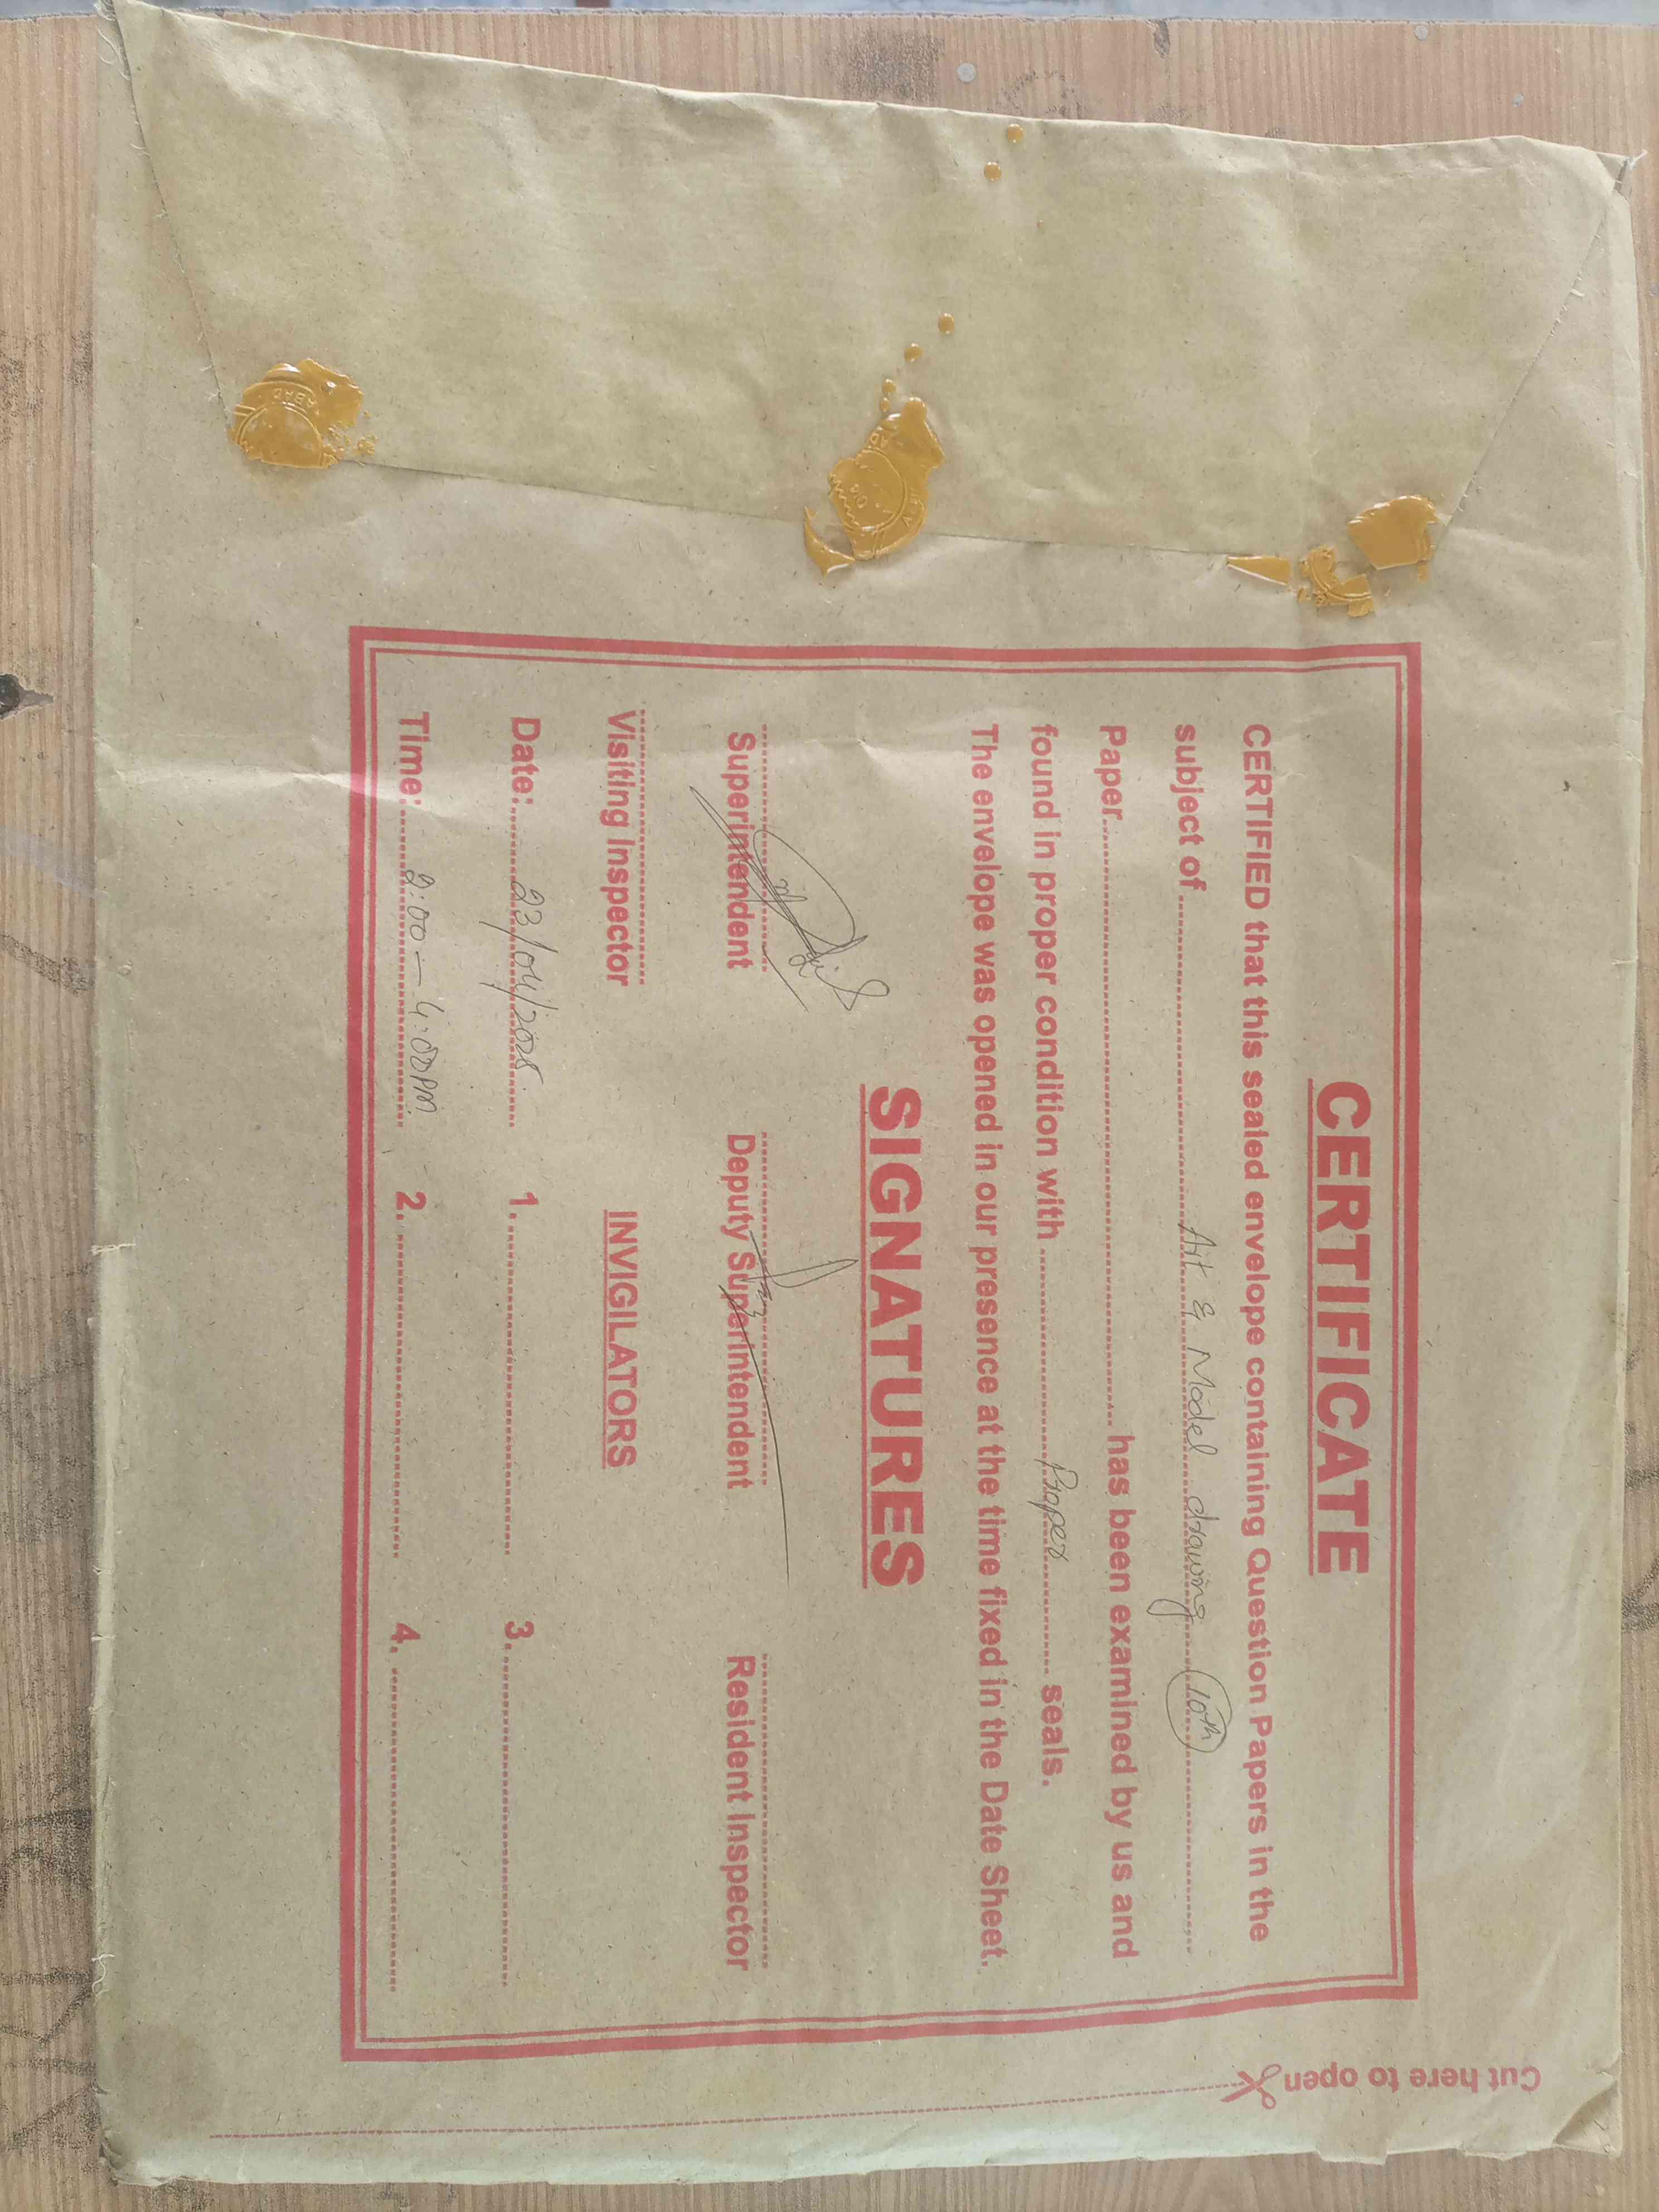 CERTIFICATE
CERTIFIED that this sealed envelope containing Question Papers in the
subject of Art & Model drawing 10th
Paper has been examined by us and
found in proper condition with Proper seals.
The envelope was opened in our presence at the time fixed in the Date Sheet.
SIGNATURES
Superintendent Deputy Superintendent Resident Inspector
Visiting Inspector INVIGILATORS
Date: 23/04/2026 1. 3.
Time: 2:00 – 4:00PM 2. 4.
Cut here to open